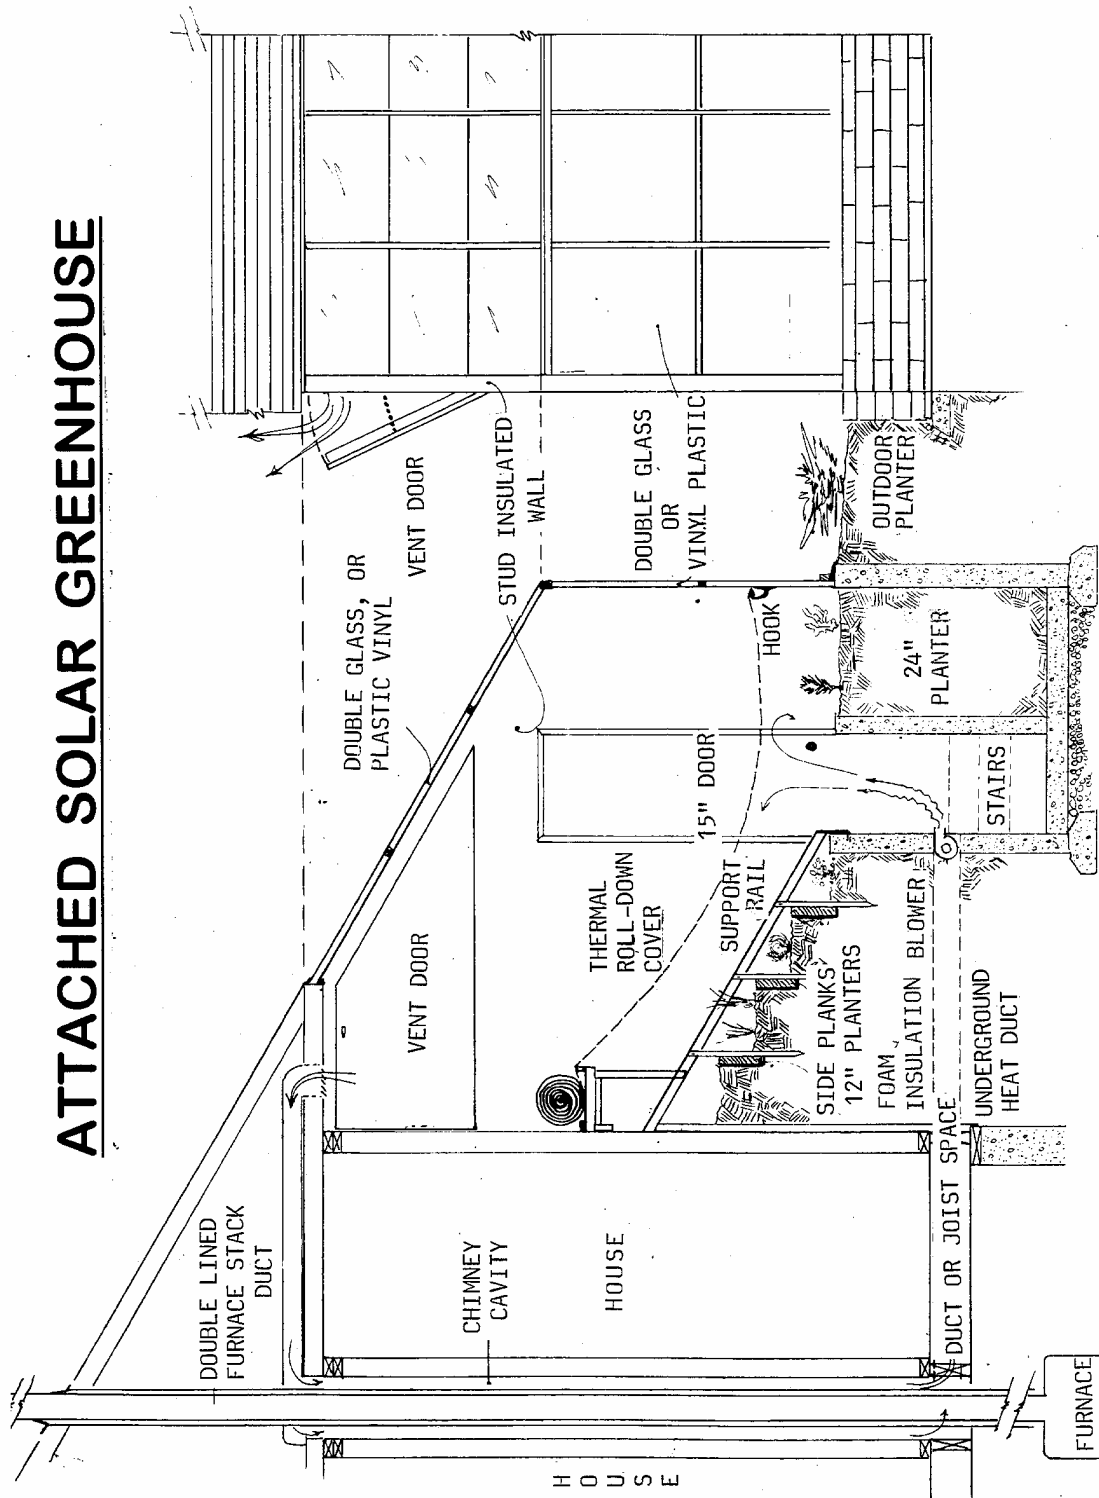 ATTACHED SOLAR GREENHOUSE
DOUBLE LINED
FURNACE STACK
DUCT
CHIMNEY
CAVITY
HOUSE
HOUSE
FURNACE
DUCT OR JOIST SPACE
VENT DOOR
DOUBLE GLASS, OR
PLASTIC VINYL
VENT DOOR
STUD INSULATED
WALL
THERMAL
ROLL-DOWN
COVER
SUPPORT
RAIL
15" DOOR
HOOK
DOUBLE GLASS
OR
VINYL PLASTIC
SIDE PLANKS
12" PLANTERS
FOAM
INSULATION BLOWER
UNDERGROUND
HEAT DUCT
STAIRS
24"
PLANTER
OUTDOOR
PLANTER